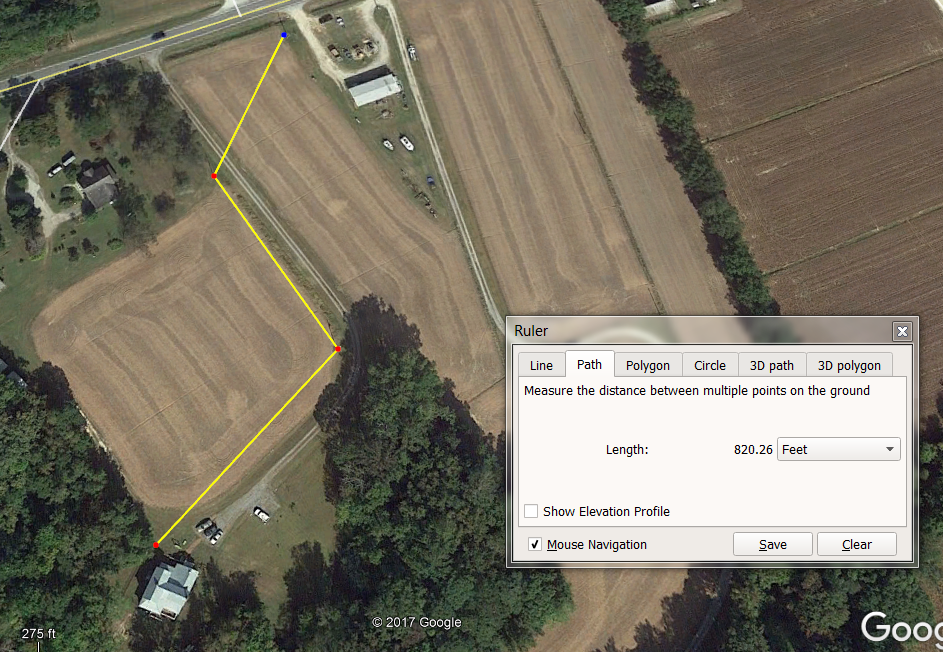 Ruler
Line Path Polygon Circle 3D path 3D polygon
Measure the distance between multiple points on the ground
Length: 820.26 Feet
Show Elevation Profile
Mouse Navigation Save Clear
© 2017 Google
275 ft
Goog